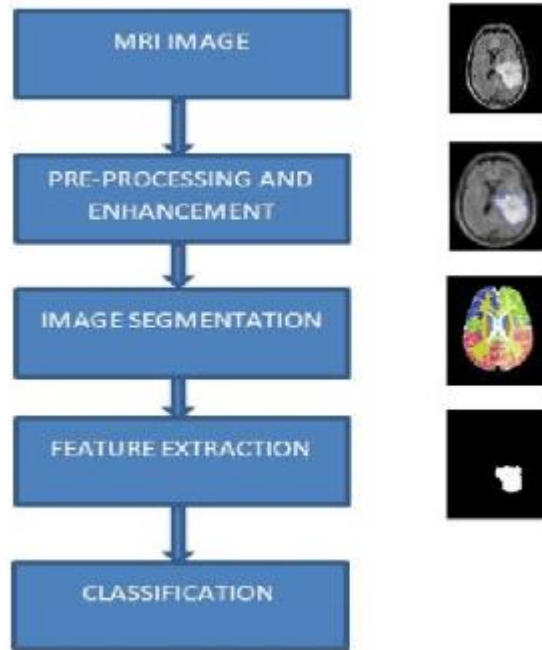 MRI IMAGE
PRE-PROCESSING AND
ENHANCEMENT
IMAGE SEGMENTATION
FEATURE EXTRACTION
CLASSIFICATION